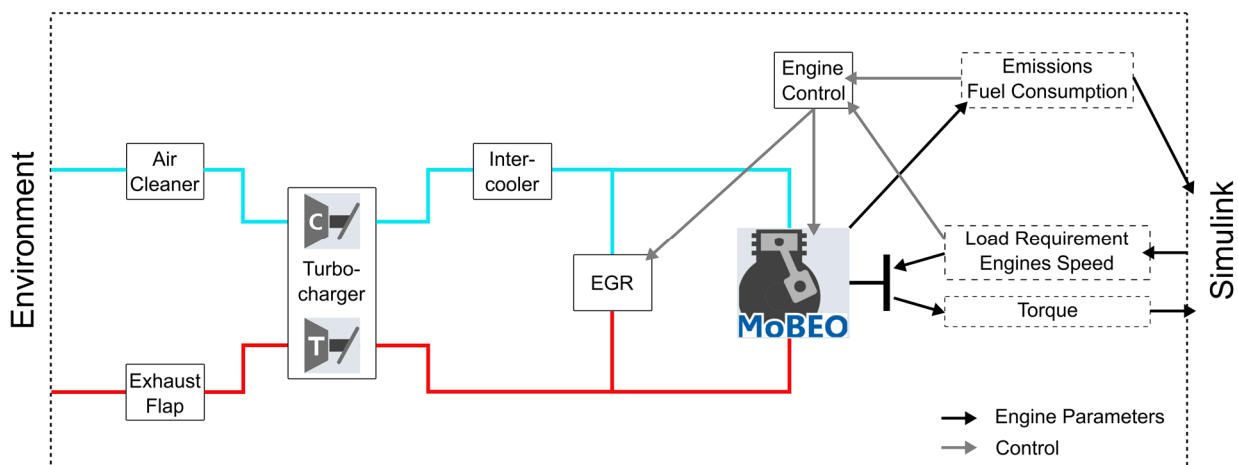 Environment
Air
Cleaner
C
Turbo-
charger
T
Exhaust
Flap
Inter-
cooler
EGR
Engine
Control
MoBEO
Emissions
Fuel Consumption
Load Requirement
Engines Speed
Torque
Simulink
Engine Parameters
Control